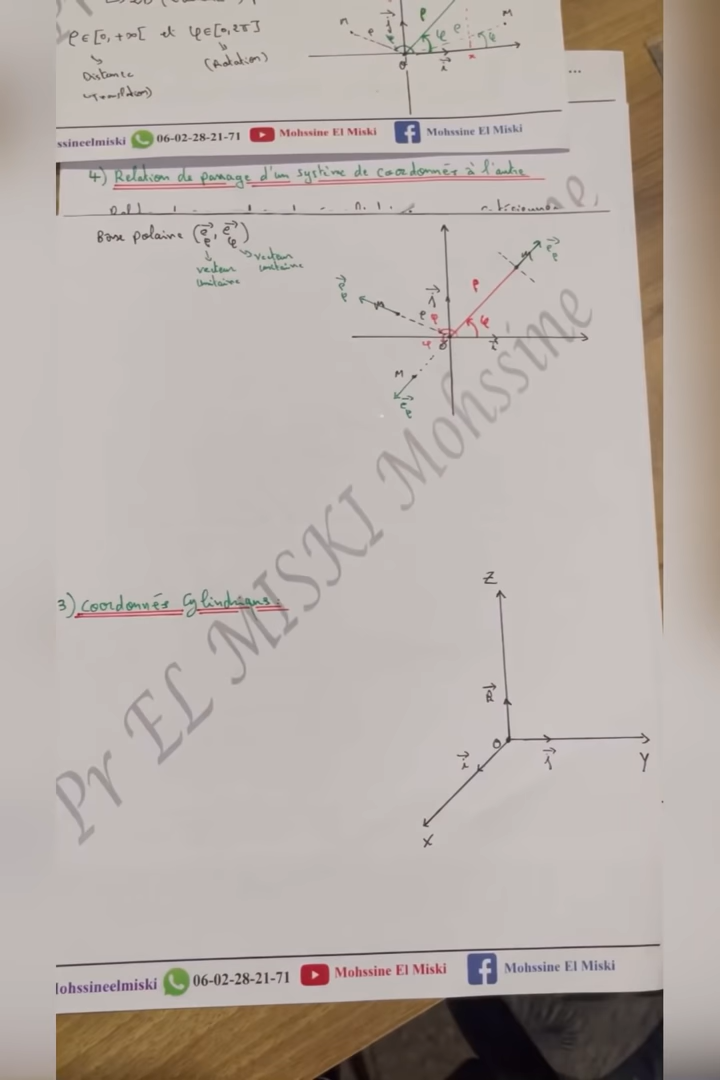 ρ∈[0,+∞[ et φ∈[0,2π]
Distance (Rotation)
M
ρ
ρ
φ
ρ
M
φ
x
O
i
...
ssineelmiski 06-02-28-21-71 Mohssine El Miski Mohssine El Miski
4) Relation de passage d'un système de coordonnés à l'autre
Base polaire (e⃗ρ, e⃗φ)
vecteur unitaire vecteur unitaire
e⃗ρ
M
ρ
j⃗
φ
ρ
M
e⃗ρ
φ
O
i⃗
φ
M
e⃗ρ
3) Coordonnés Cylindriques:
Z
k⃗
O
i⃗
j⃗
Y
X
Pr EL MISKI Mohssine
lohssineelmiski 06-02-28-21-71 Mohssine El Miski Mohssine El Miski